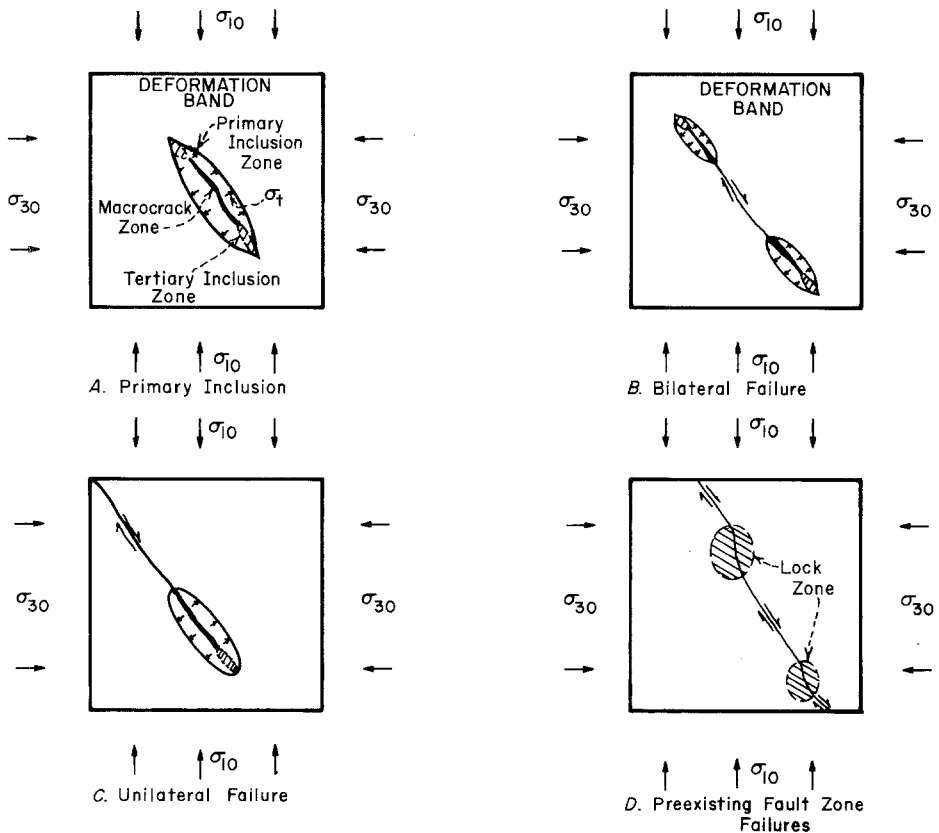 σ10
DEFORMATION
BAND
Primary
Inclusion
Zone
Macrocrack
Zone
σt
Tertiary Inclusion
Zone
σ30
σ30
σ10
A. Primary Inclusion
σ10
DEFORMATION
BAND
σ30
σ30
σ10
B. Bilateral Failure
σ10
σ30
σ30
σ10
C. Unilateral Failure
σ10
Lock
Zone
σ30
σ30
σ10
D. Preexisting Fault Zone
Failures